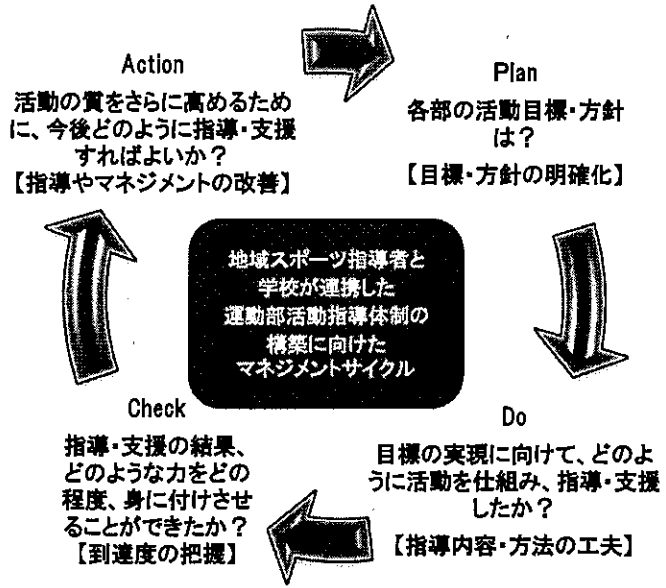 Action
活動の質をさらに高めるため
に、今後どのように指導・支援
すればよいか？
【指導やマネジメントの改善】
Plan
各部の活動目標・方針
は？
【目標・方針の明確化】
地域スポーツ指導者と
学校が連携した
運動部活動指導体制の
構築に向けた
マネジメントサイクル
Check
指導・支援の結果、
どのような力をどの
程度、身に付けさせ
ることができたか？
【到達度の把握】
Do
目標の実現に向けて、どのよ
うに活動を仕組み、指導・支援
したか？
【指導内容・方法の工夫】